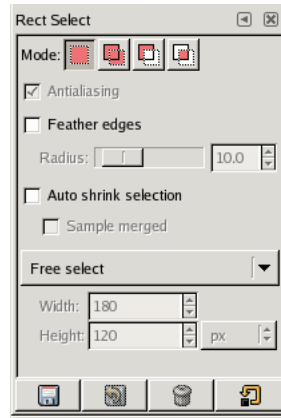 Rect Select
Mode:
Antialiasing
Feather edges
Radius: 10.0
Auto shrink selection
Sample merged
Free select
Width: 180
Height: 120 px